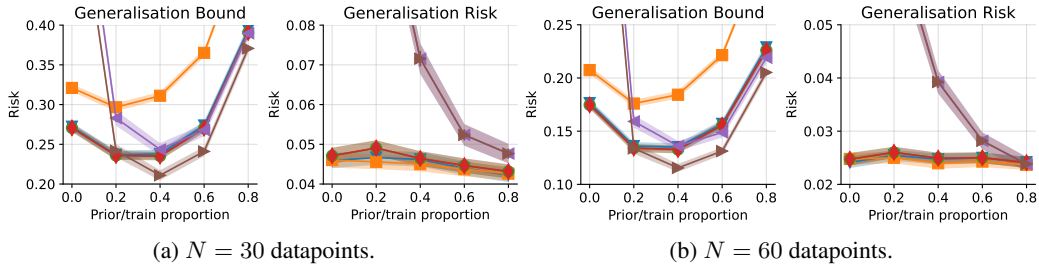 Generalisation Bound
0.40
0.35
0.30
0.25
0.20
Risk
0.0 0.2 0.4 0.6 0.8
Prior/train proportion
Generalisation Risk
0.08
0.07
0.06
0.05
0.04
Risk
0.0 0.2 0.4 0.6 0.8
Prior/train proportion
(a) N = 30 datapoints.
Generalisation Bound
0.25
0.20
0.15
0.10
Risk
0.0 0.2 0.4 0.6 0.8
Prior/train proportion
Generalisation Risk
0.05
0.04
0.03
0.02
Risk
0.0 0.2 0.4 0.6 0.8
Prior/train proportion
(b) N = 60 datapoints.